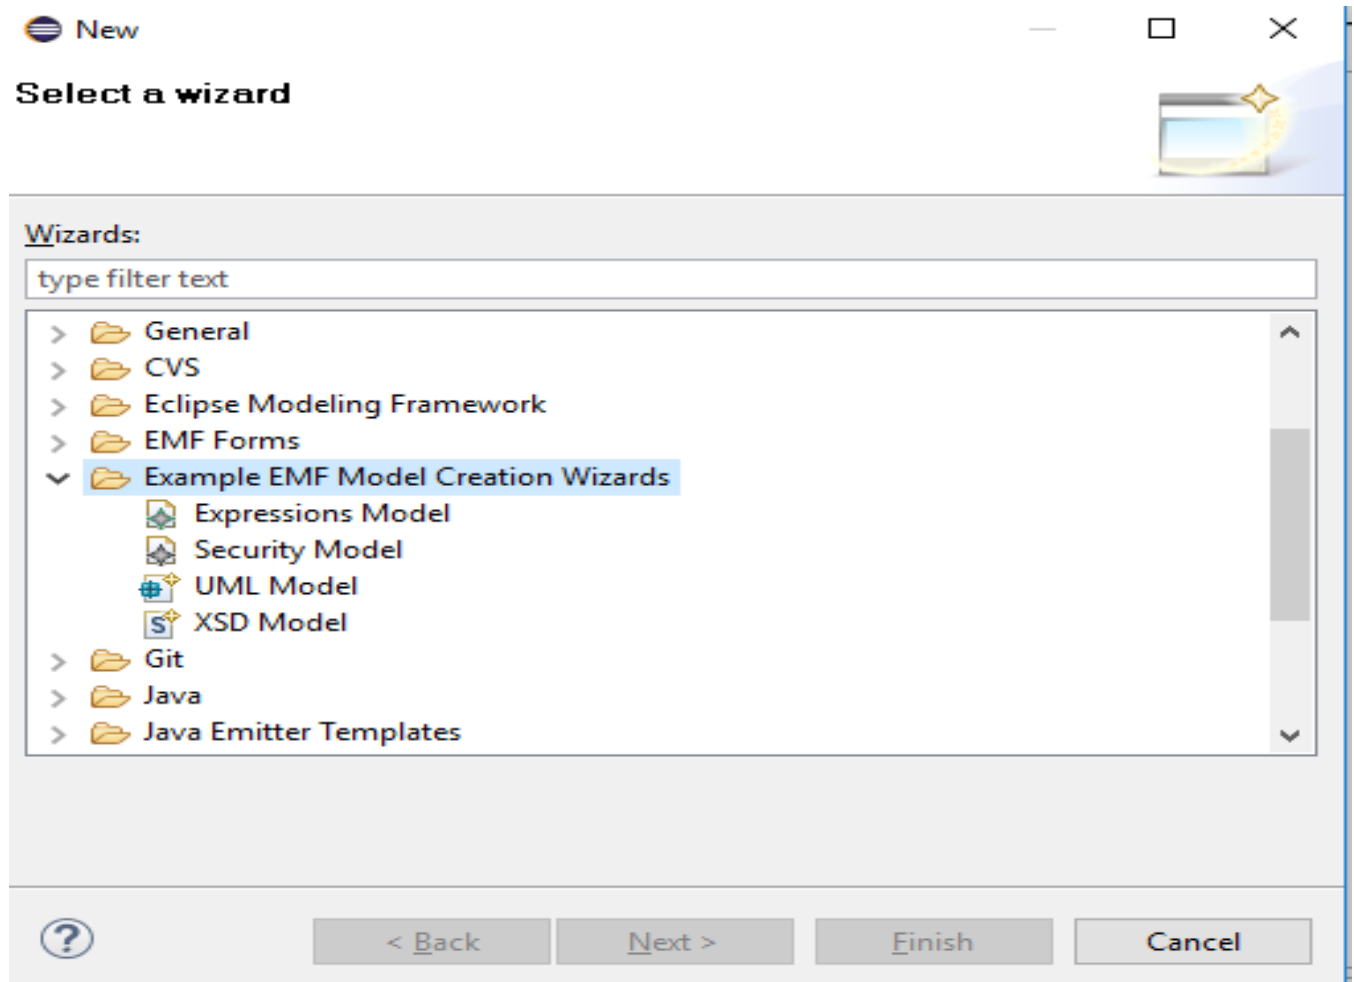 New
Select a wizard
Wizards:
type filter text
General
CVS
Eclipse Modeling Framework
EMF Forms
Example EMF Model Creation Wizards
Expressions Model
Security Model
UML Model
XSD Model
Git
Java
Java Emitter Templates
? < Back Next > Finish Cancel